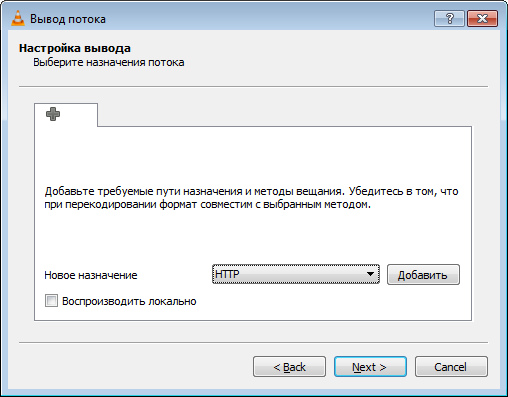 Вывод потока
Настройка вывода
Выберите назначения потока
Добавьте требуемые пути назначения и методы вещания. Убедитесь в том, что
при перекодировании формат совместим с выбранным методом.
Новое назначение HTTP Добавить
Воспроизводить локально
< Back Next > Cancel